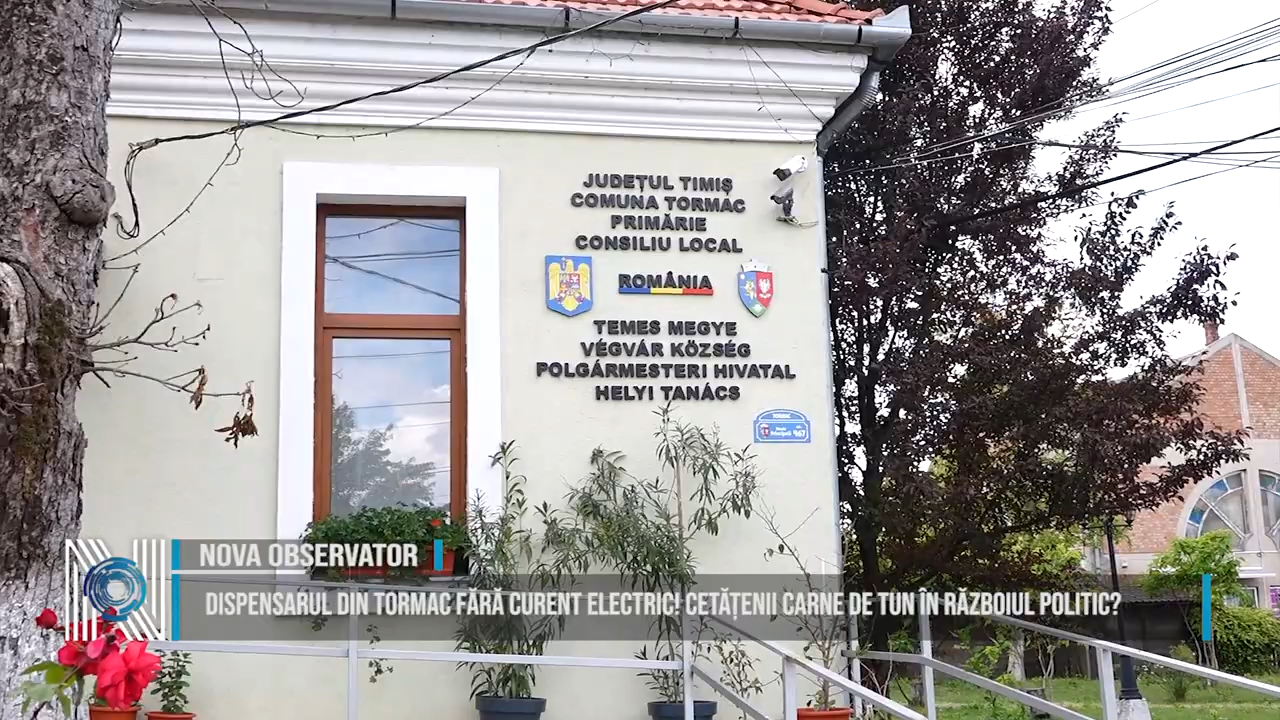 JUDEȚUL TIMIȘ
COMUNA TORMAC
PRIMĂRIE
CONSILIU LOCAL
ROMÂNIA
TEMES MEGYE
VÉGVÁR KÖZSÉG
POLGÁRMESTERI HIVATAL
HELYI TANÁCS
467
NOVA OBSERVATOR
DISPENSARUL DIN TORMAC FĂRĂ CURENT ELECTRIC! CETĂȚENII CARNE DE TUN ÎN RĂZBOIUL POLITIC?